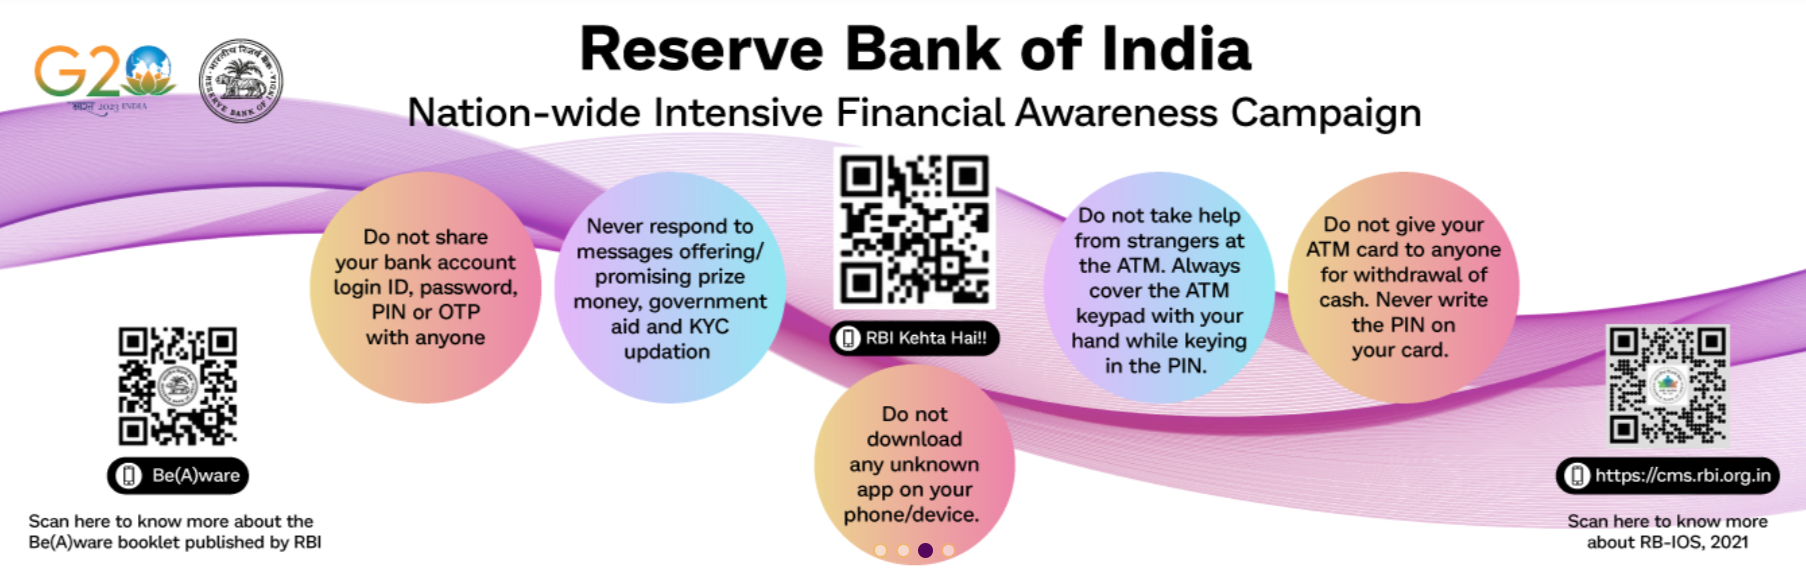 G20
भारत 2023 INDIA
भारतीय रिज़र्व बैंक
RESERVE BANK OF INDIA
Reserve Bank of India
Nation-wide Intensive Financial Awareness Campaign
Do not share
your bank account
login ID, password,
PIN or OTP
with anyone
Never respond to
messages offering/
promising prize
money, government
aid and KYC
updation
RBI Kehta Hai!!
Do not
download
any unknown
app on your
phone/device.
Do not take help
from strangers at
the ATM. Always
cover the ATM
keypad with your
hand while keying
in the PIN.
Do not give your
ATM card to anyone
for withdrawal of
cash. Never write
the PIN on
your card.
Be(A)ware
Scan here to know more about the
Be(A)ware booklet published by RBI
https://cms.rbi.org.in
Scan here to know more
about RB-IOS, 2021